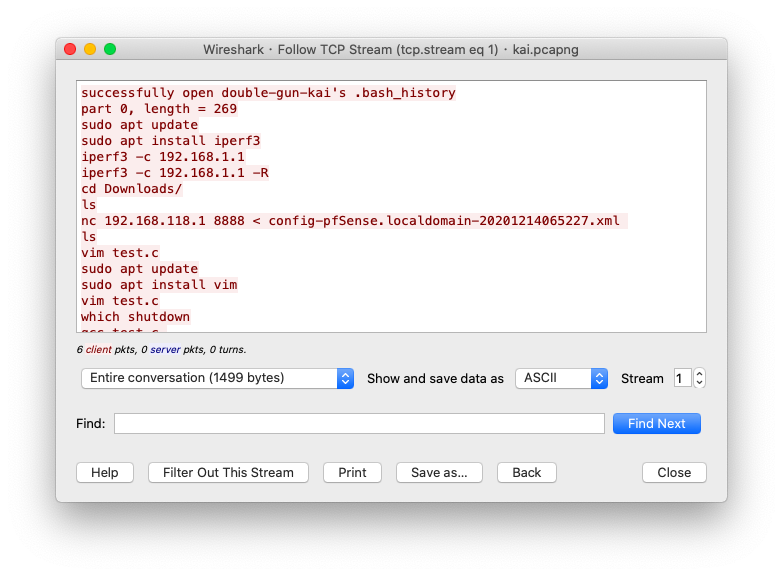 Wireshark · Follow TCP Stream (tcp.stream eq 1) · kai.pcapng
successfully open double-gun-kai's .bash_history
part 0, length = 269
sudo apt update
sudo apt install iperf3
iperf3 -c 192.168.1.1
iperf3 -c 192.168.1.1 -R
cd Downloads/
ls
nc 192.168.118.1 8888 < config-pfSense.localdomain-20201214065227.xml
ls
vim test.c
sudo apt update
sudo apt install vim
vim test.c
which shutdown
gcc test.c
6 client pkts, 0 server pkts, 0 turns.
Entire conversation (1499 bytes) Show and save data as ASCII Stream 1
Find: Find Next
Help Filter Out This Stream Print Save as... Back Close